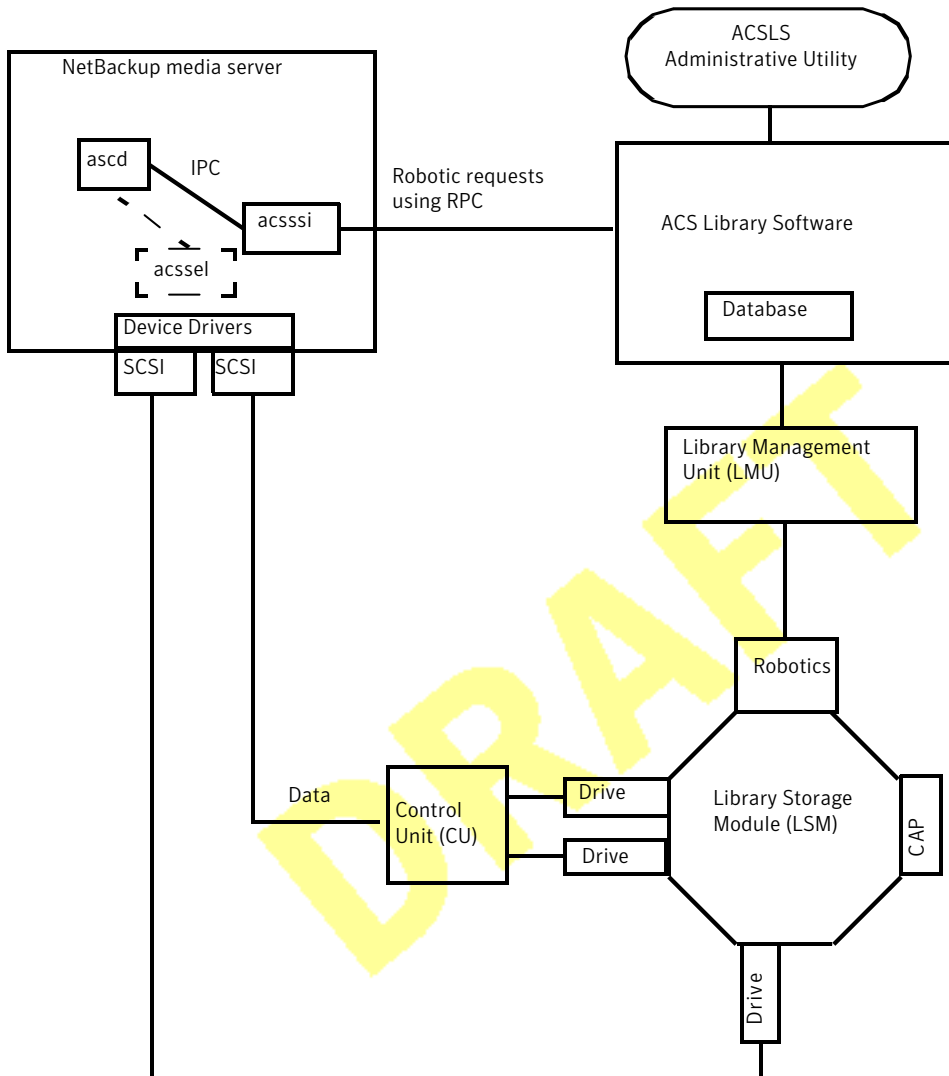 ACSLS
Administrative Utility
NetBackup media server
ascd
IPC
acsssi
acssel
Robotic requests
using RPC
ACS Library Software
Database
Device Drivers
SCSI
SCSI
Library Management
Unit (LMU)
Robotics
Data
Control
Unit (CU)
Drive
Drive
Library Storage
Module (LSM)
CAP
Drive
DRAFT